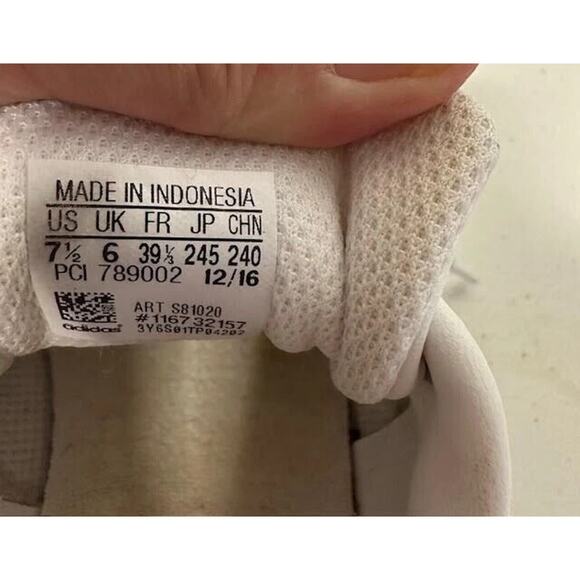 MADE IN INDONESIA
US UK FR JP CHN
7½ 6 39⅓ 245 240
PCI 789002 12/16
ART S81020
#116732157
adidas 3Y6S01TP04202